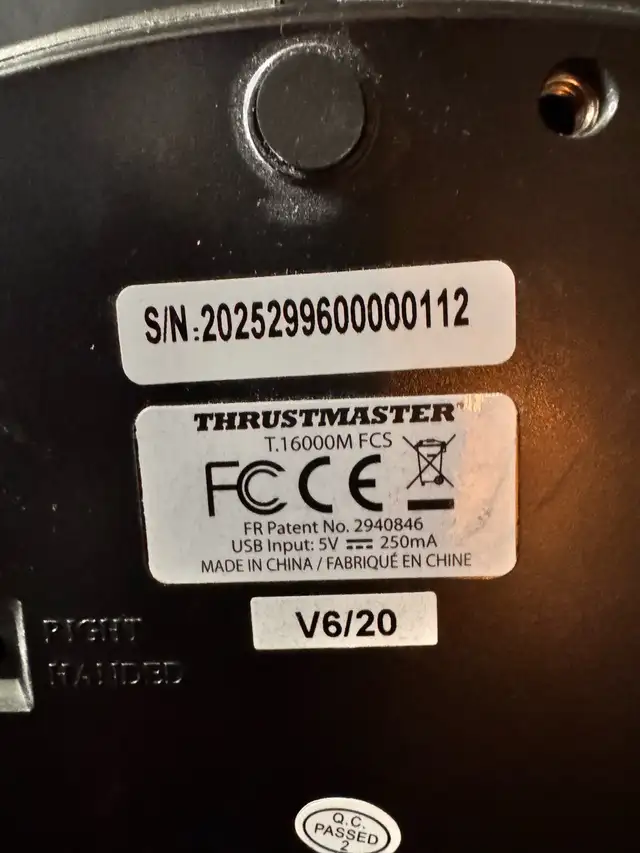 S/N:2025299600000112
THRUSTMASTER™
T.16000M FCS
FC CE
FR Patent No. 2940846
USB Input: 5V ⎓ 250mA
MADE IN CHINA / FABRIQUÉ EN CHINE
V6/20
RIGHT
HANDED
Q.C.
PASSED
2